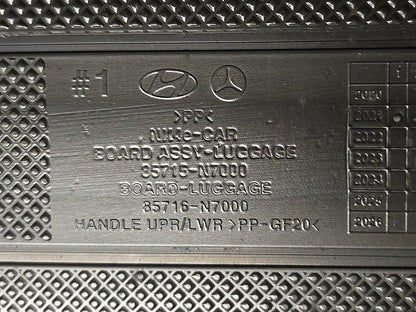 #1
>PP<
NX4e-CAR
BOARD ASSY-LUGGAGE
85715-N7000
BOARD-LUGGAGE
85716-N7000
HANDLE UPR/LWR >PP-GF20<
2020
2021
2022
2023
2024
2025
2026